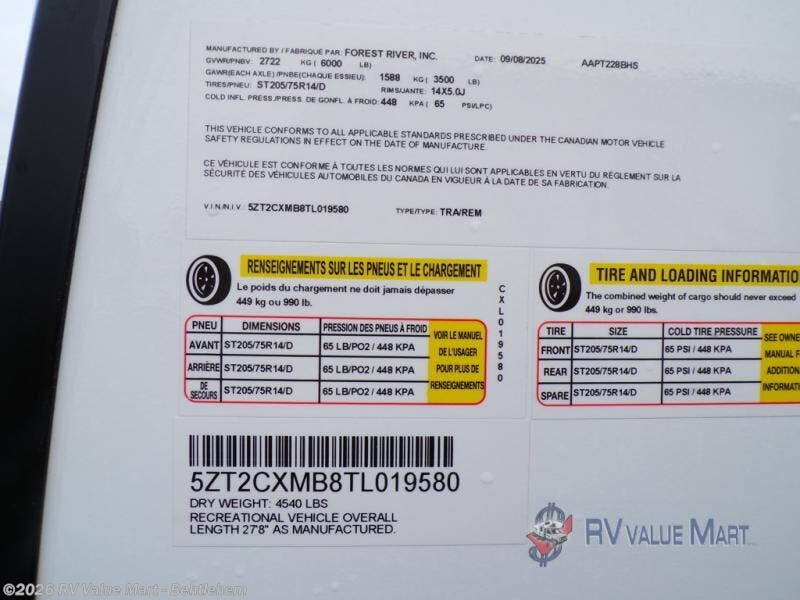 MANUFACTURED BY / FABRIQUÉ PAR: FOREST RIVER, INC. DATE: 09/08/2025 AAPT228BHS
GVWR/PNBV: 2722 KG ( 6000 LB)
GAWR(EACH AXLE) /PNBE(CHAQUE ESSIEU): 1588 KG ( 3500 LB)
TIRES/PNEU: ST205/75R14/D RIMS/JANTE: 14X5.0J
COLD INFL. PRESS./PRESS. DE GONFL. À FROID: 448 KPA ( 65 PSI/LPC)
THIS VEHICLE CONFORMS TO ALL APPLICABLE STANDARDS PRESCRIBED UNDER THE CANADIAN MOTOR VEHICLE
SAFETY REGULATIONS IN EFFECT ON THE DATE OF MANUFACTURE.
CE VÉHICULE EST CONFORME À TOUTES LES NORMES QUI LUI SONT APPLICABLES EN VERTU DU RÉGLEMENT SUR LA
SÉCURITÉ DES VÉHICULES AUTOMOBILES DU CANADA EN VIGUEUR À LA DATE DE SA FABRICATION.
V.I.N./N.I.V.: 5ZT2CXMB8TL019580 TYPE/TYPE: TRA/REM
RENSEIGNEMENTS SUR LES PNEUS ET LE CHARGEMENT
Le poids du chargement ne doit jamais dépasser
449 kg ou 990 lb.
PNEU DIMENSIONS PRESSION DES PNEUS À FROID
AVANT ST205/75R14/D 65 LB/PO2 / 448 KPA
ARRIÈRE ST205/75R14/D 65 LB/PO2 / 448 KPA
DE SECOURS ST205/75R14/D 65 LB/PO2 / 448 KPA
VOIR LE MANUEL
DE L'USAGER
POUR PLUS DE
RENSEIGNEMENTS
CXL019580
TIRE AND LOADING INFORMATIO
The combined weight of cargo should never exceed
449 kg or 990 lbs.
TIRE SIZE COLD TIRE PRESSURE
FRONT ST205/75R14/D 65 PSI / 448 KPA
REAR ST205/75R14/D 65 PSI / 448 KPA
SPARE ST205/75R14/D 65 PSI / 448 KPA
SEE OWNE
MANUAL F
ADDITION
INFORMATI
5ZT2CXMB8TL019580
DRY WEIGHT: 4540 LBS
RECREATIONAL VEHICLE OVERALL
LENGTH 27'8" AS MANUFACTURED.
RV VALUE MART
©2026 RV Value Mart - Behtlehem